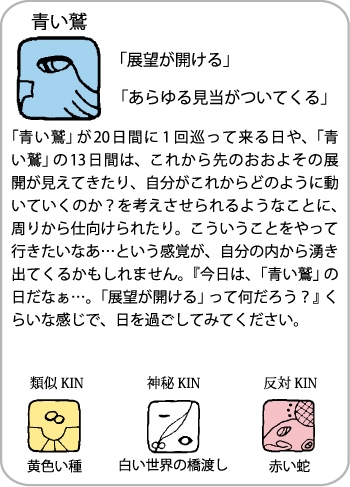 青い鷲
「展望が開ける」
「あらゆる見当がついてくる」
「青い鷲」が20日間に１回巡って来る日や、「青
い鷲」の13日間は、これから先のおおよその展
開が見えてきたり、自分がこれからどのように動
いていくのか？を考えさせられるようなことに、
周りから仕向けられたり。こういうことをやって
行きたいなあ…という感覚が、自分の内から湧き
出てくるかもしれません。『今日は、「青い鷲」の
日だなぁ…。「展望が開ける」って何だろう？』く
らいな感じで、日を過ごしてみてください。
類似 KIN
神秘 KIN
反対 KIN
黄色い種
白い世界の橋渡し
赤い蛇